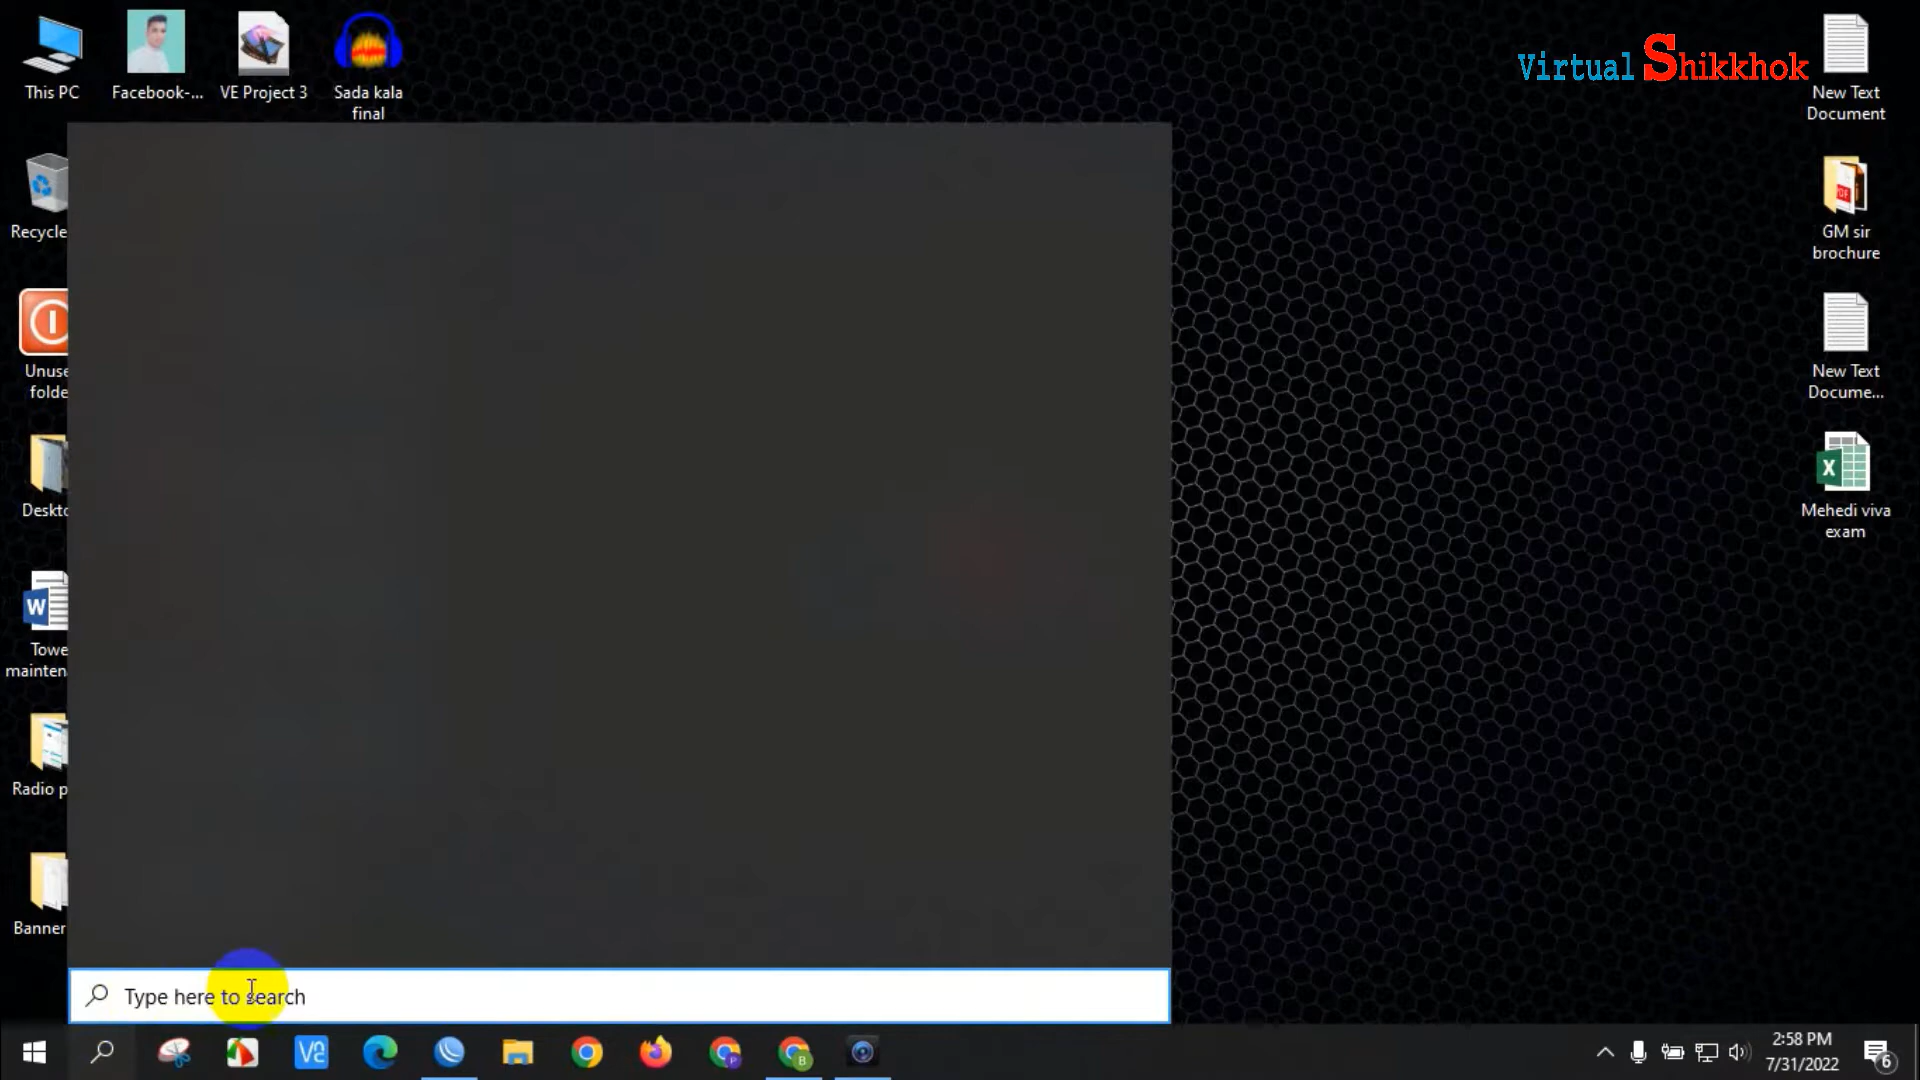 This PC
Facebook-...
VE Project 3
Sada kala
final
Virtual Shikkhok
New Text
Document
Recycle
GM sir
brochure
Unuse
folde
New Text
Docume...
Deskto
Mehedi viva
exam
Towe
mainten
Radio p
Banner
Type here to search
2:58 PM
7/31/2022
6